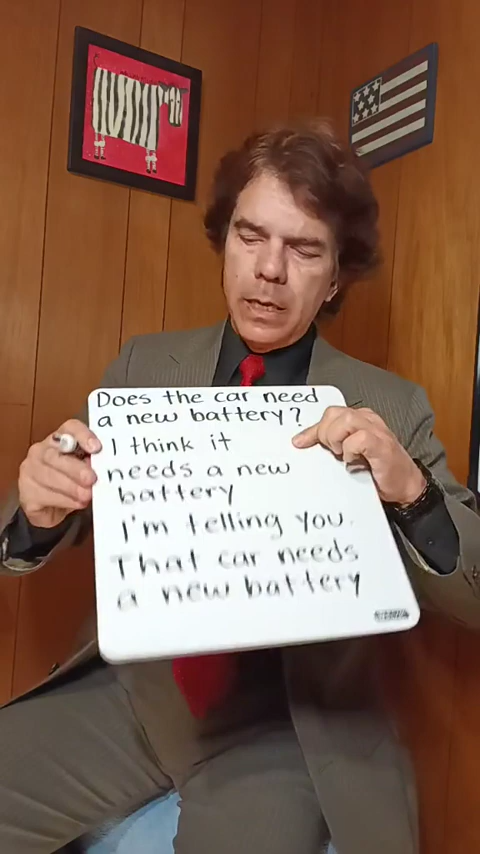 Does the car need
a new battery?
I think it
needs a new
battery
I'm telling you.
That car needs
a new battery